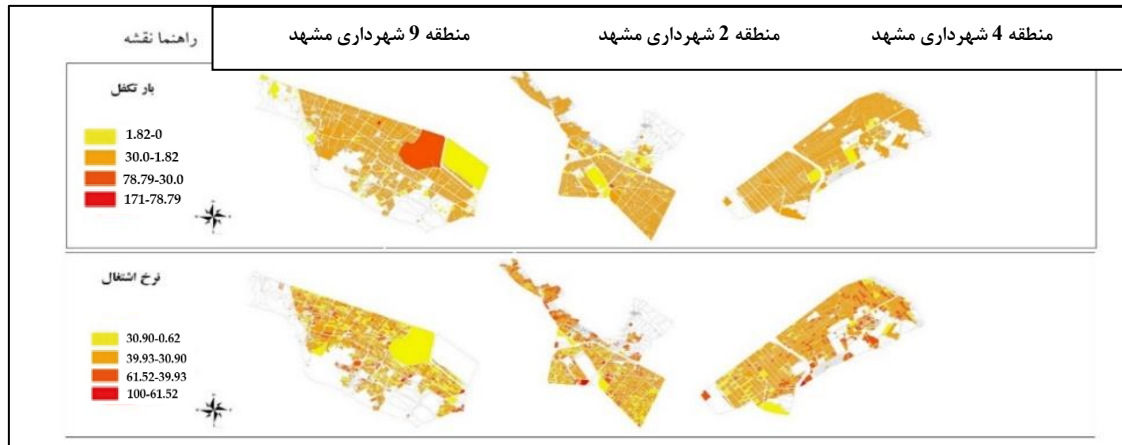 منطقه 4 شهرداری مشهد
منطقه 2 شهرداری مشهد
منطقه 9 شهرداری مشهد
راهنما نقشه
بار تکفل
1.82-0
30.0-1.82
78.79-30.0
171-78.79
نرخ اشتغال
30.90-0.62
39.93-30.90
61.52-39.93
100-61.52